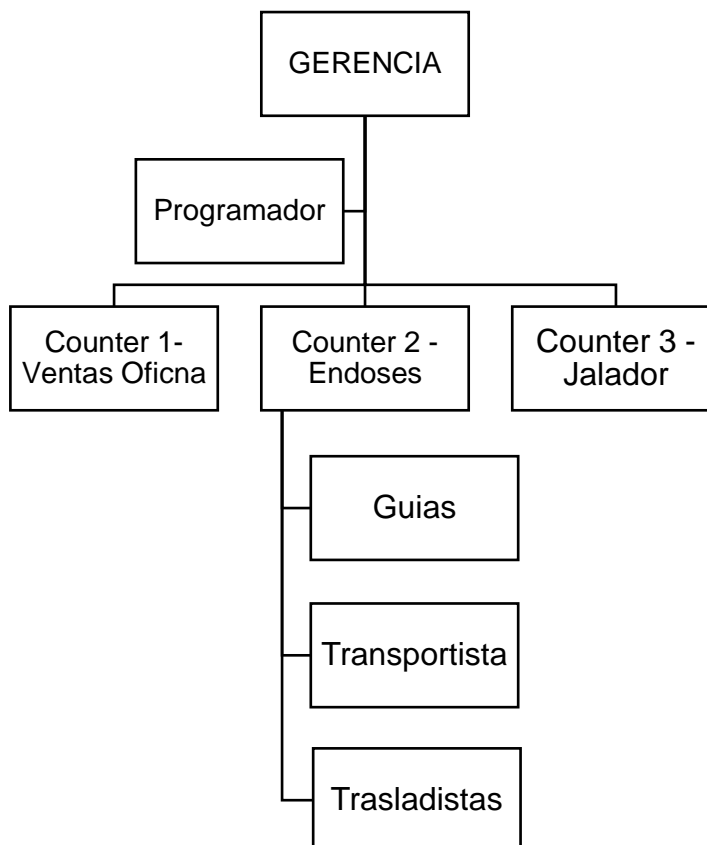 GERENCIA
Programador
Counter 1-
Ventas Oficna
Counter 2 -
Endoses
Counter 3 -
Jalador
Guias
Transportista
Trasladistas